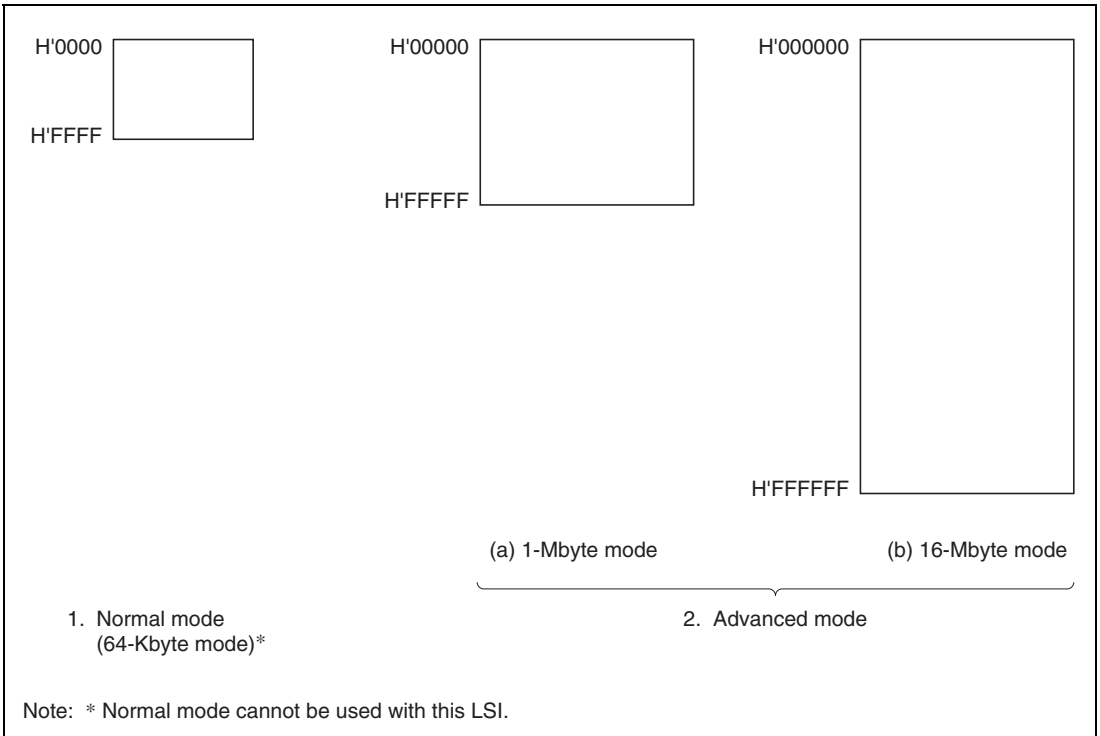 H'0000
H'FFFF
H'00000
H'FFFFF
H'000000
H'FFFFFF
(a) 1-Mbyte mode
(b) 16-Mbyte mode
1. Normal mode
(64-Kbyte mode)*
2. Advanced mode
Note: * Normal mode cannot be used with this LSI.